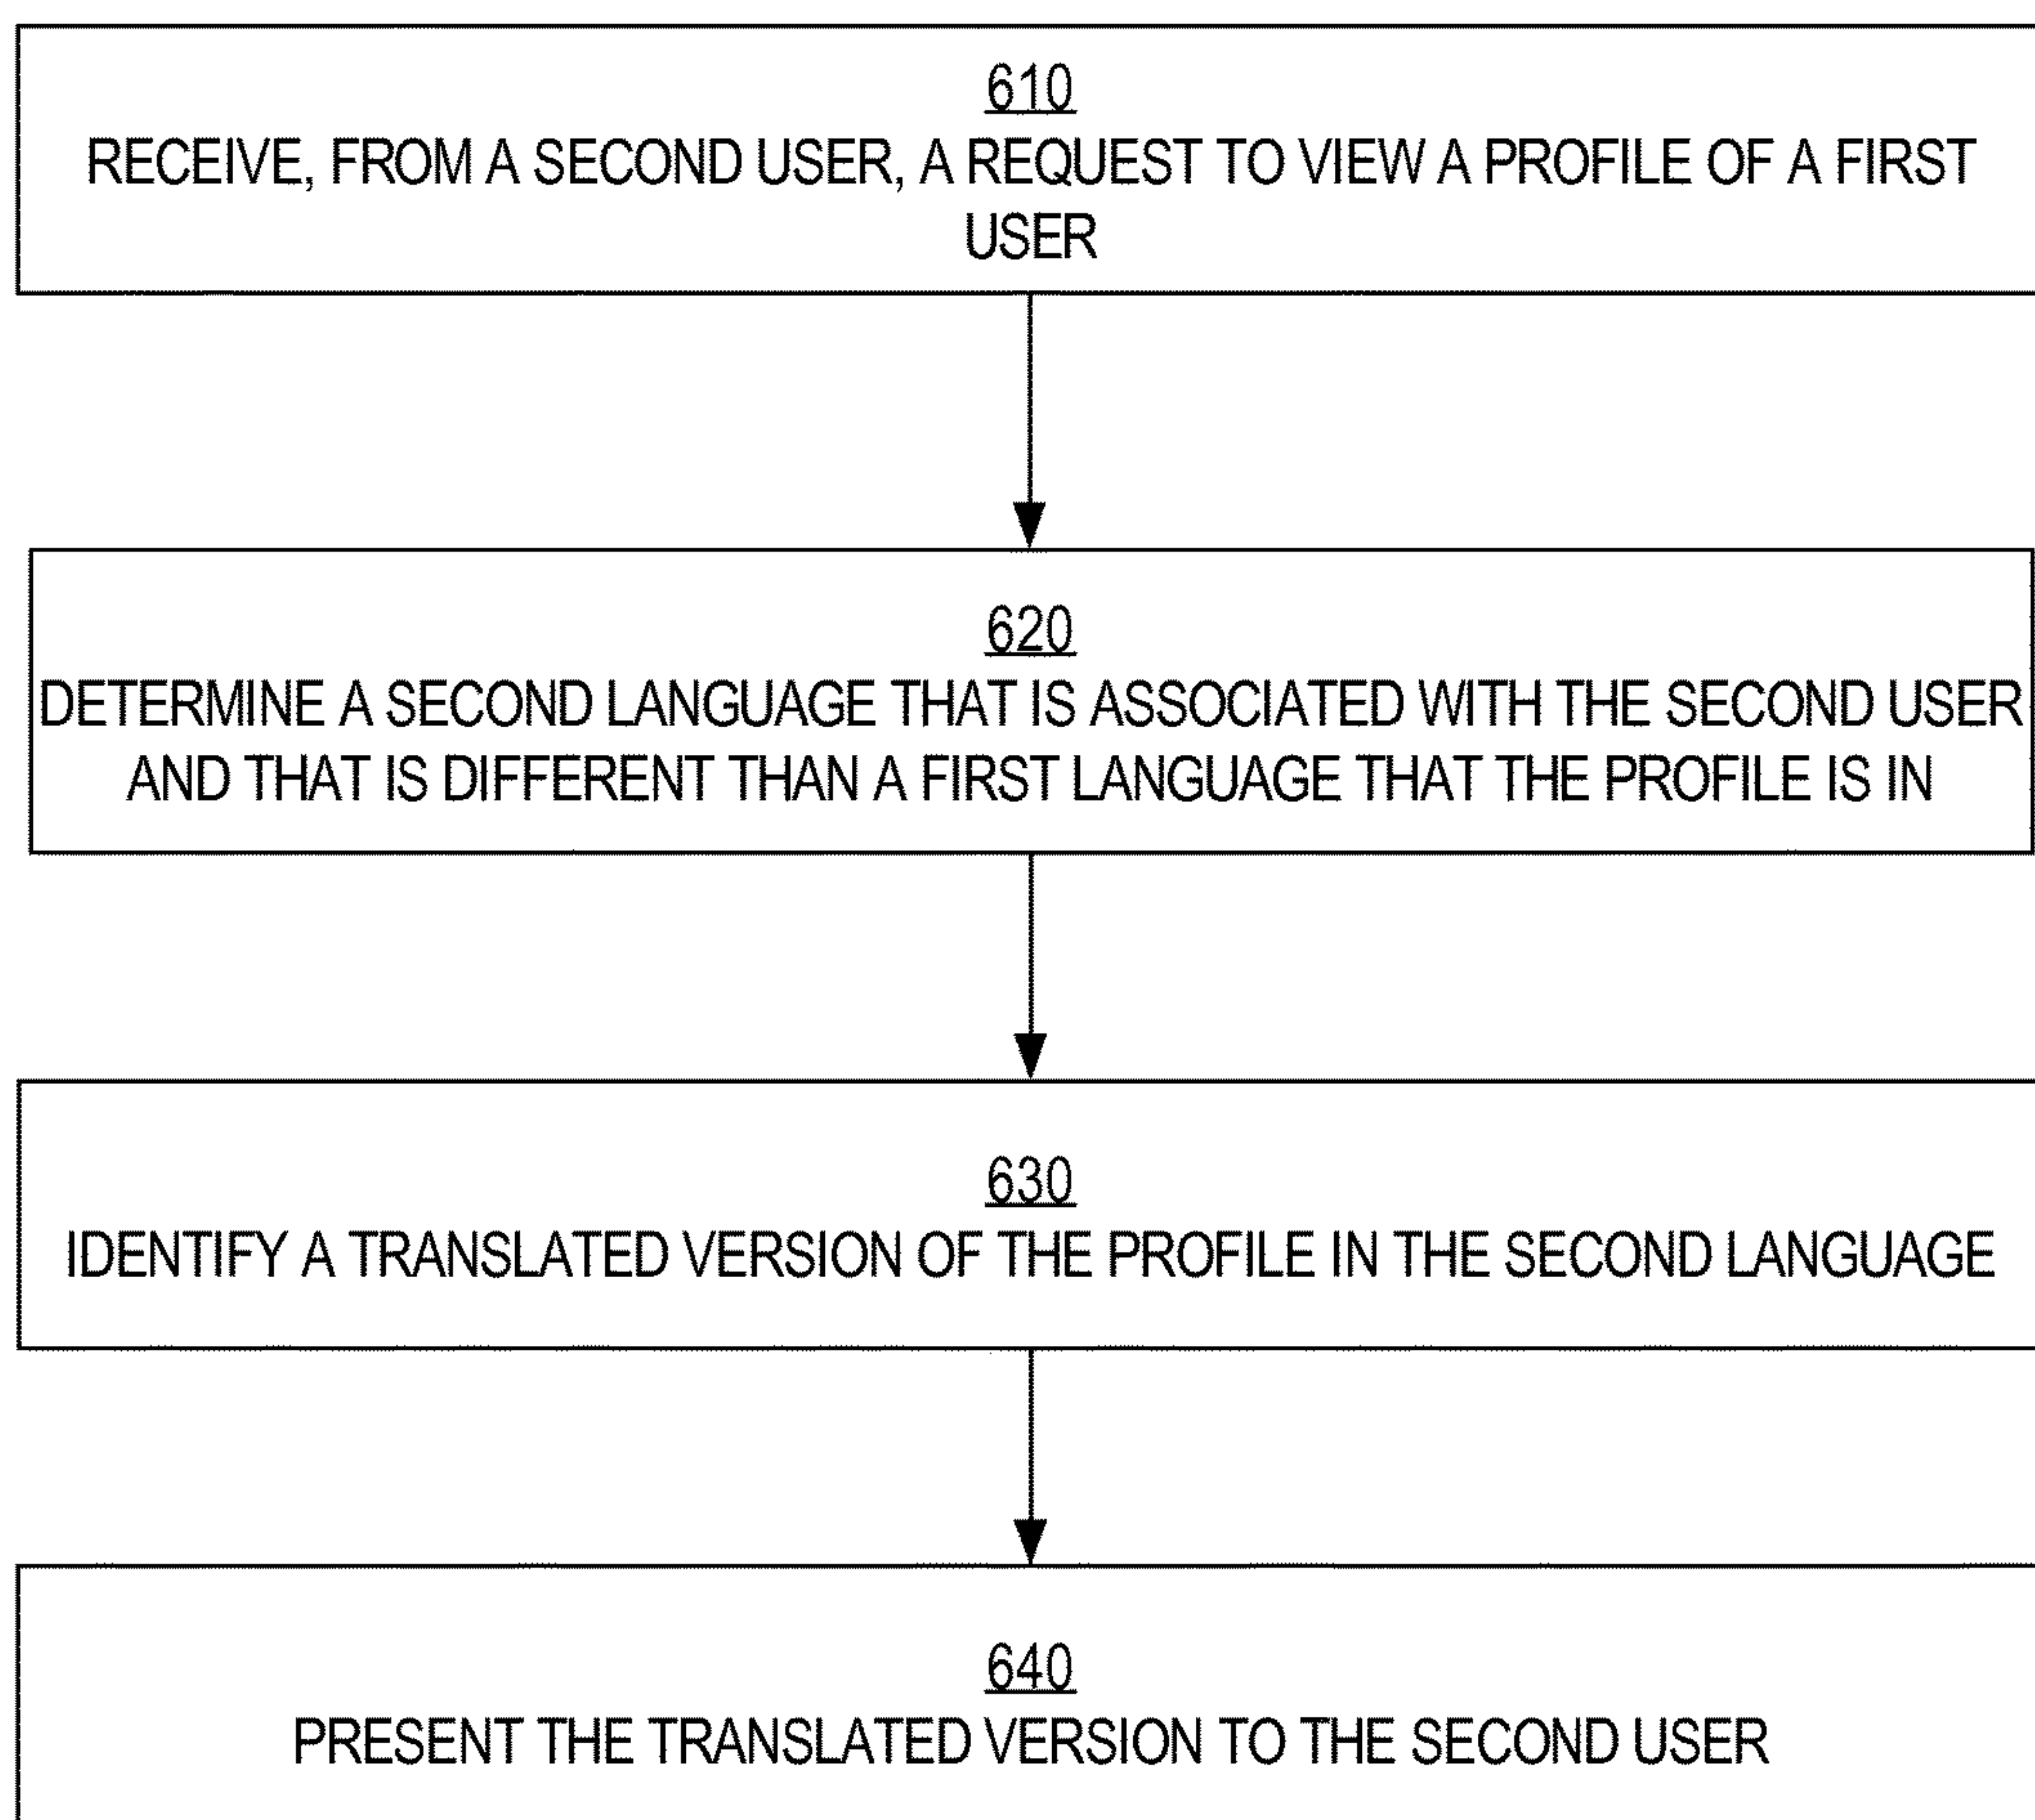 610
RECEIVE, FROM A SECOND USER, A REQUEST TO VIEW A PROFILE OF A FIRST
USER
620
DETERMINE A SECOND LANGUAGE THAT IS ASSOCIATED WITH THE SECOND USER
AND THAT IS DIFFERENT THAN A FIRST LANGUAGE THAT THE PROFILE IS IN
630
IDENTIFY A TRANSLATED VERSION OF THE PROFILE IN THE SECOND LANGUAGE
640
PRESENT THE TRANSLATED VERSION TO THE SECOND USER